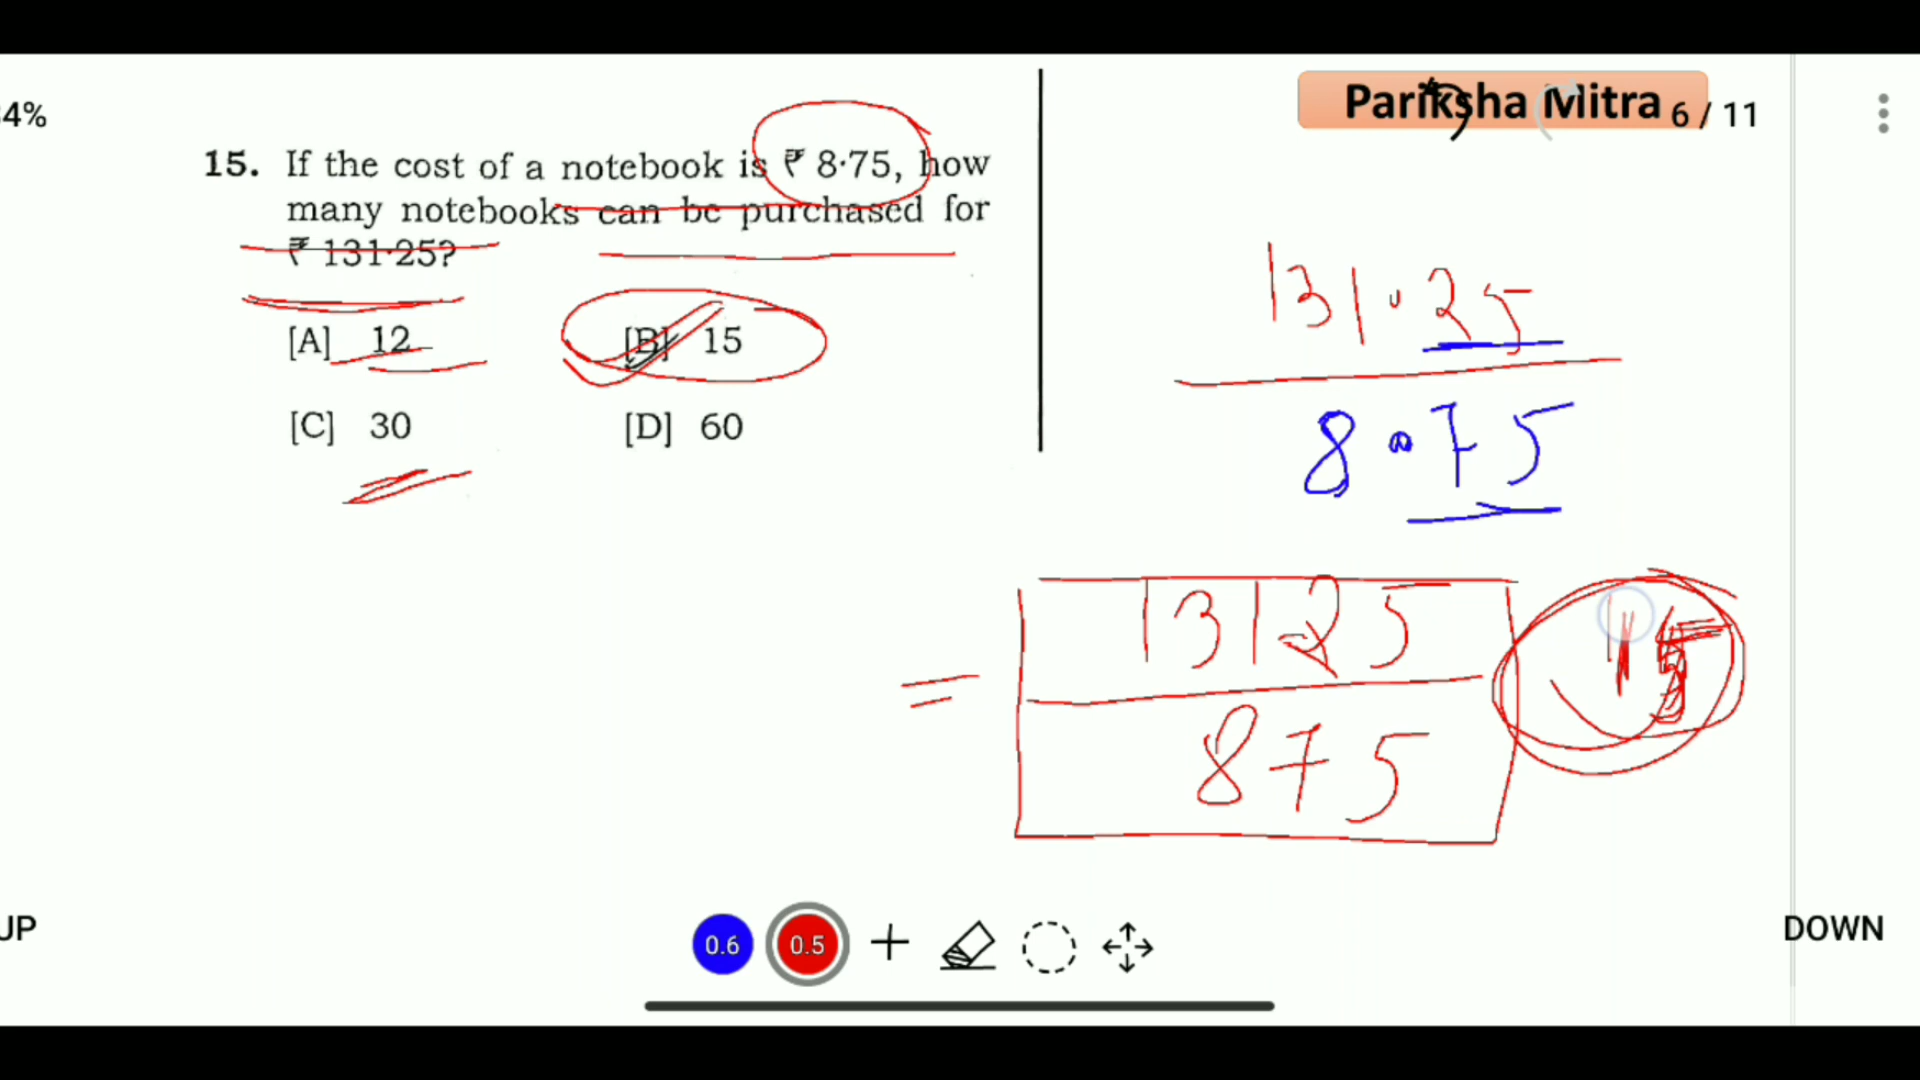 Pariksha Mitra 6 / 11
4%
15. If the cost of a notebook is ₹ 8·75, how
many notebooks can be purchased for
₹ 131·25?
[A] 12 [B] 15
[C] 30 [D] 60
131.25
8.75
= 13125
875
15
UP
DOWN
0.6 0.5